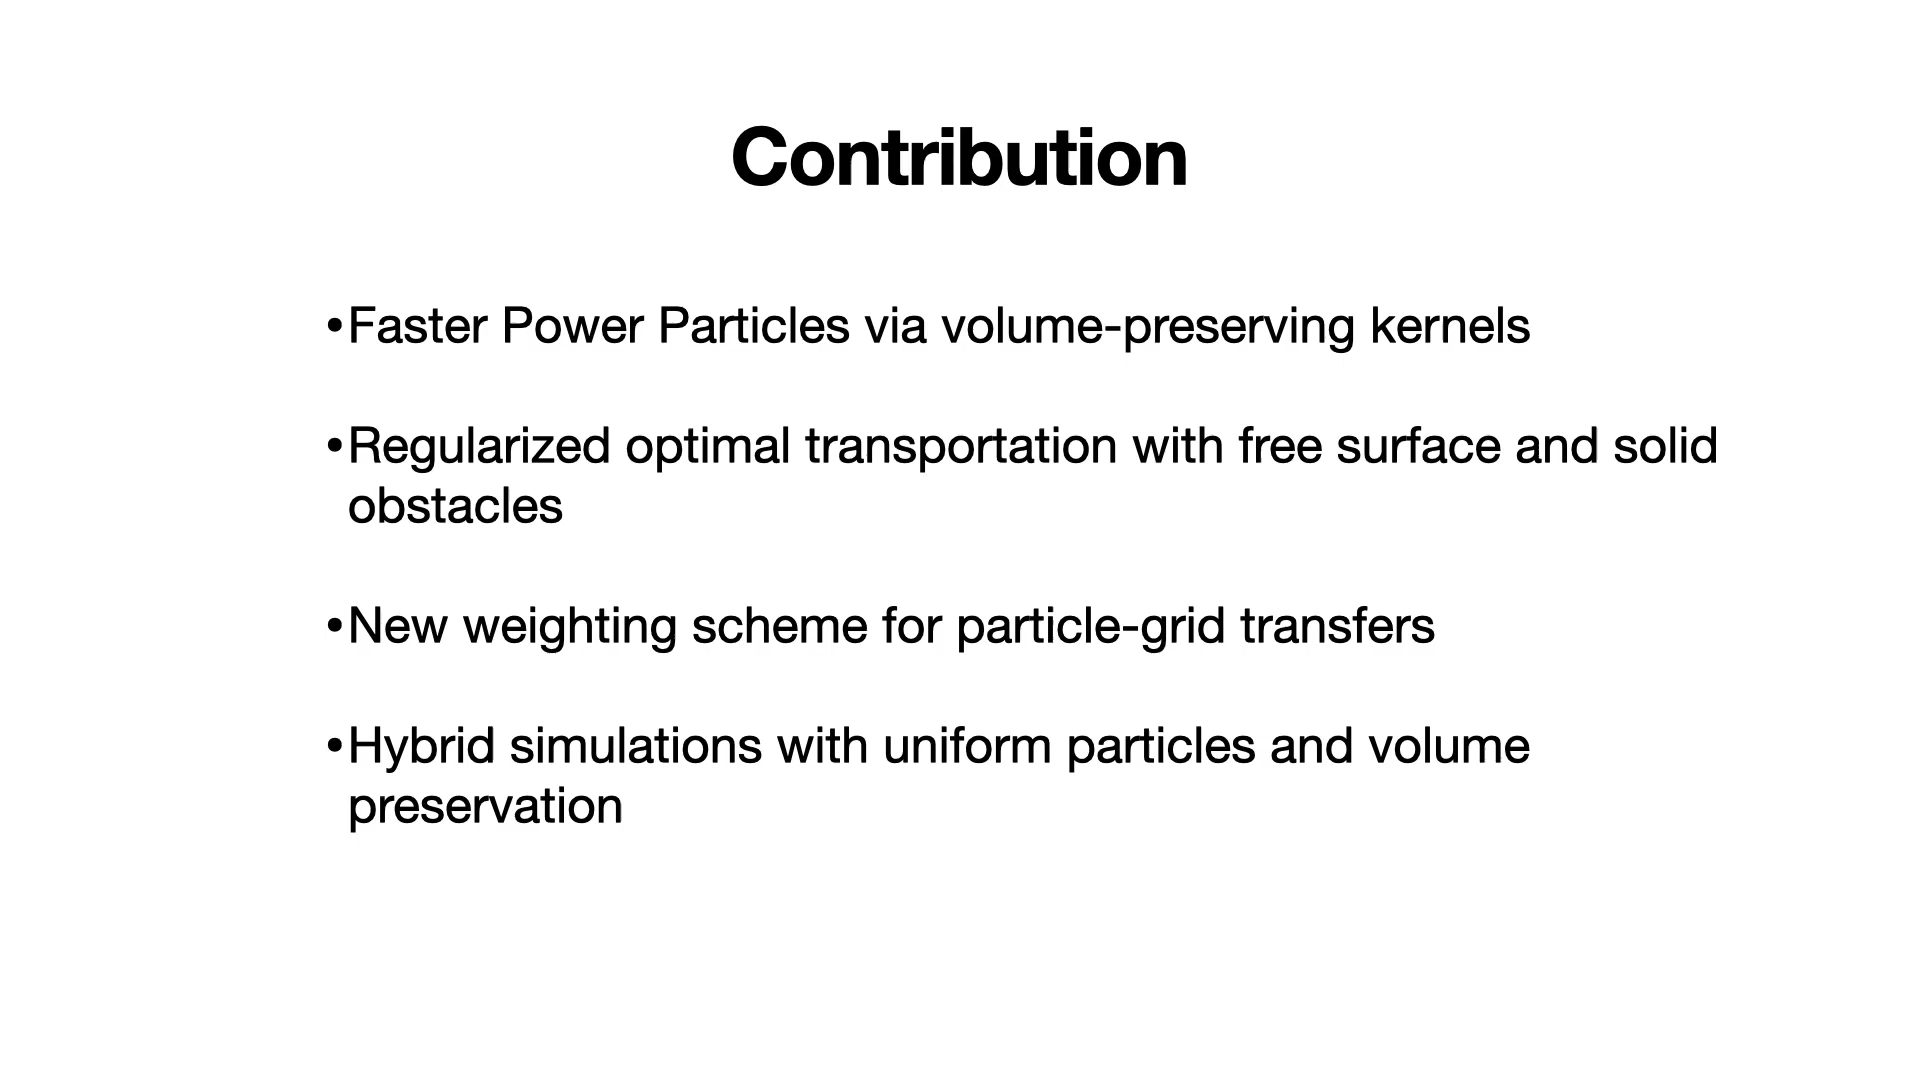 Contribution
•Faster Power Particles via volume-preserving kernels
•Regularized optimal transportation with free surface and solid
obstacles
•New weighting scheme for particle-grid transfers
•Hybrid simulations with uniform particles and volume
preservation